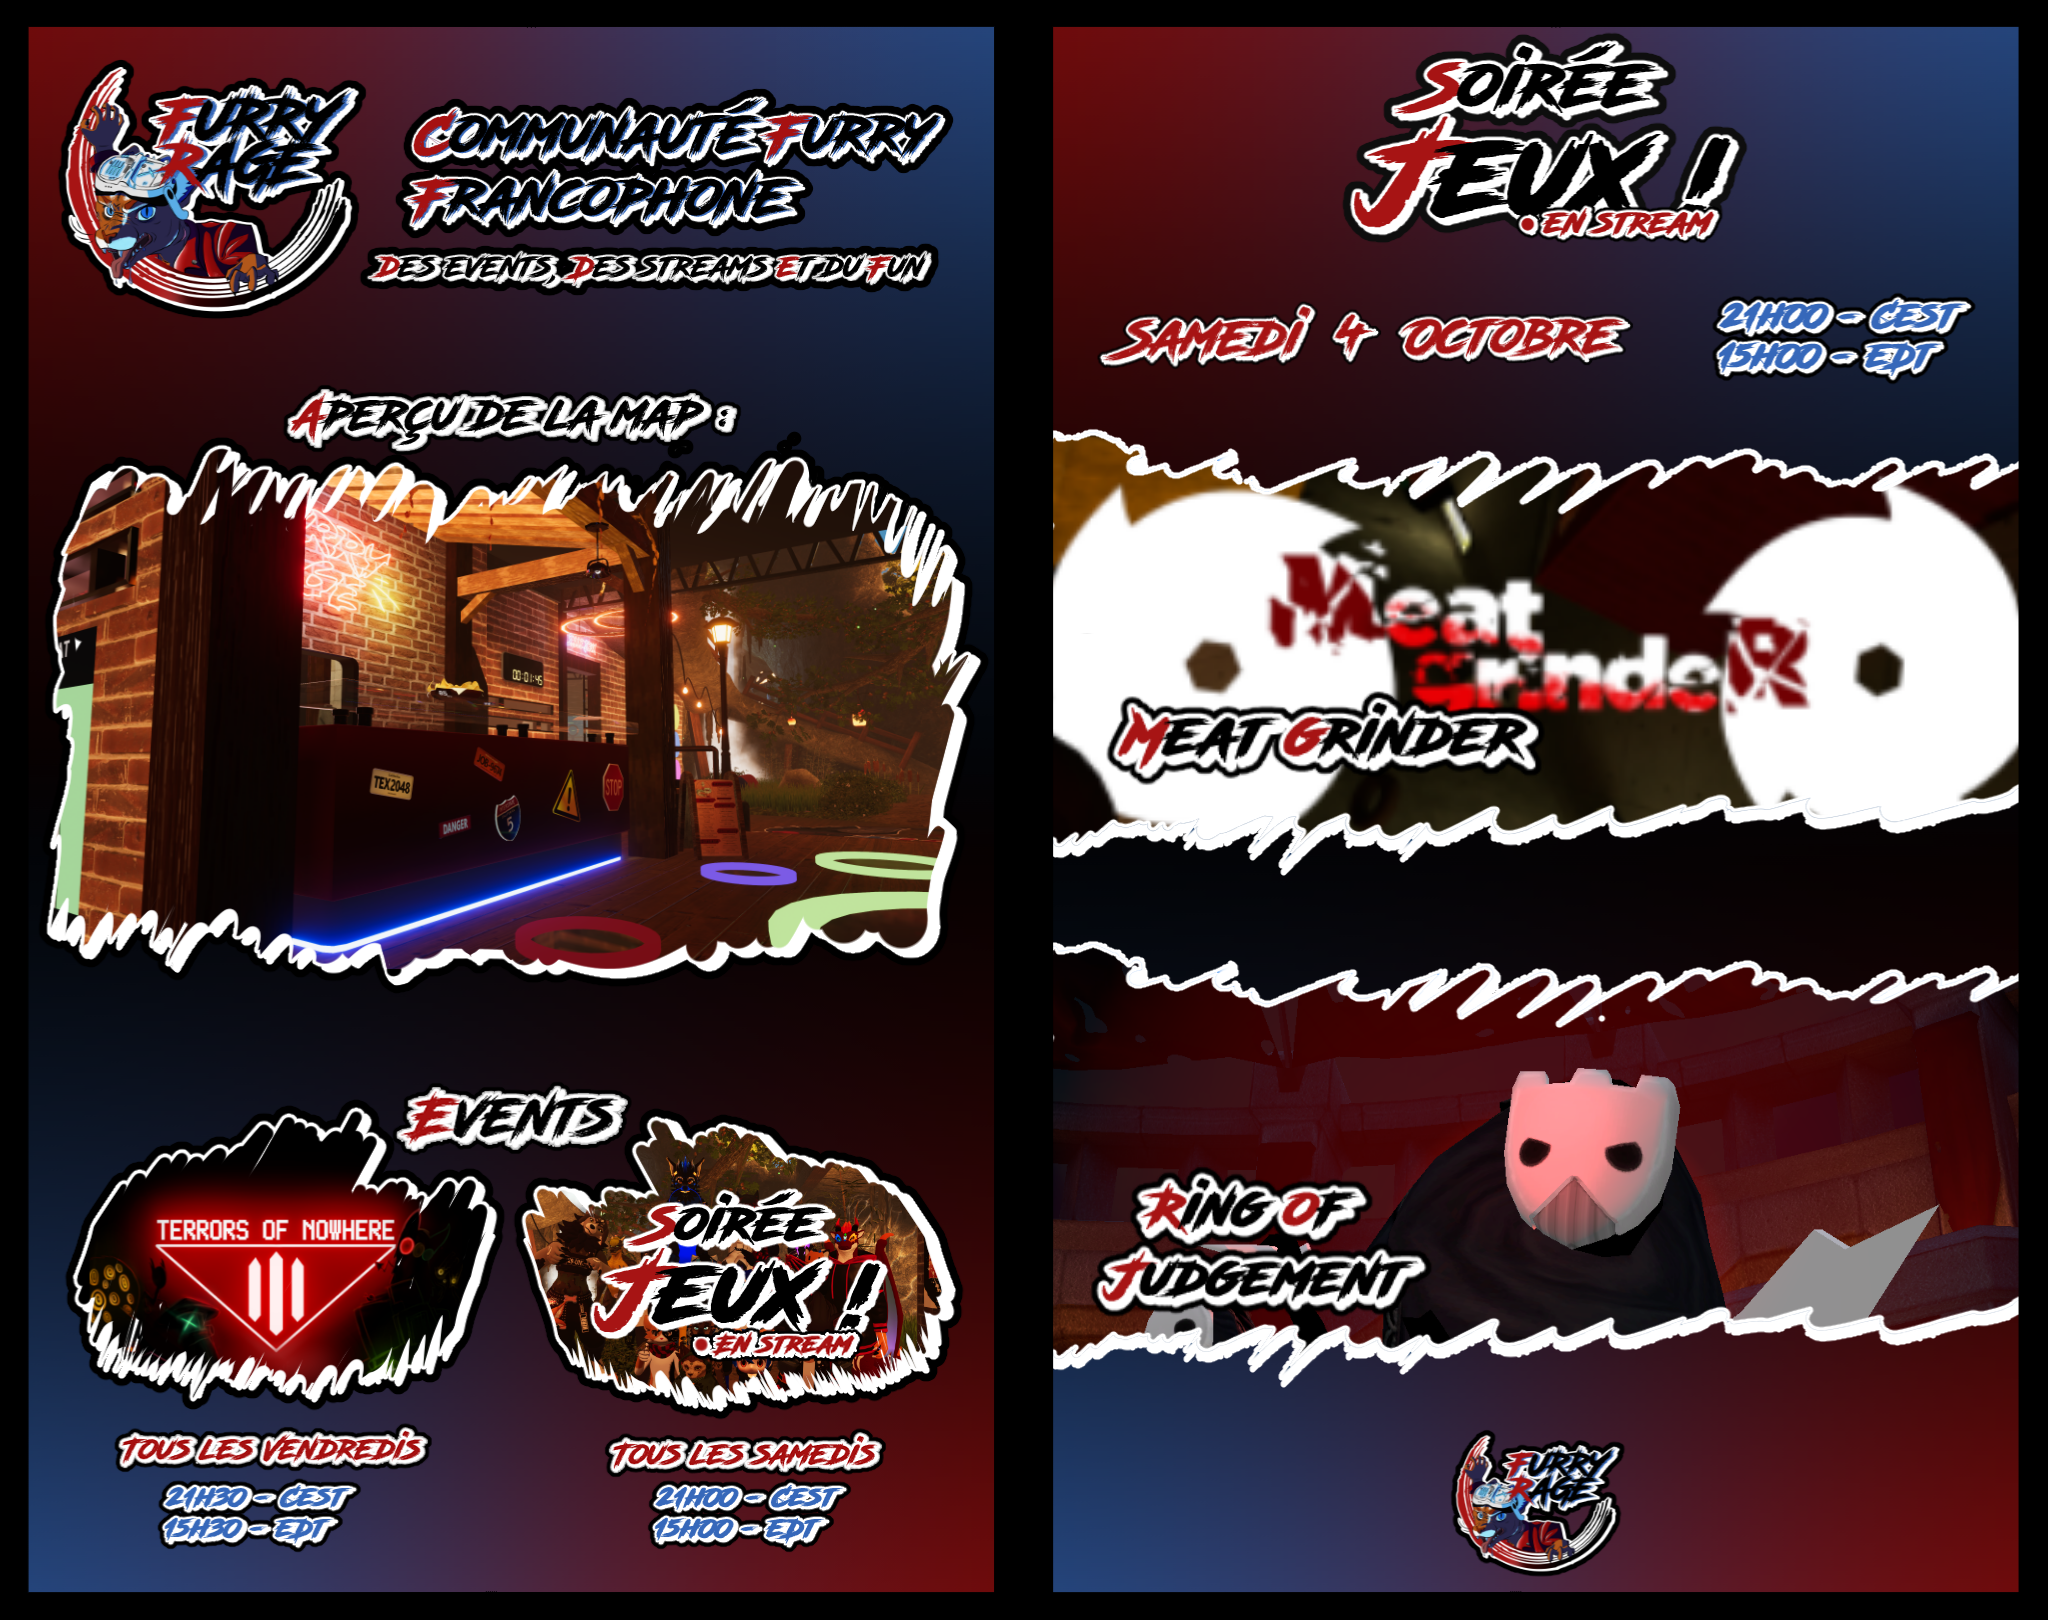 FURRY
RAGE
COMMUNAUTÉ FURRY
FRANCOPHONE
DES EVENTS, DES STREAMS ET DU FUN
APERÇU DE LA MAP :
00:01:45
TEX2048
DANGER
5
STOP
EVENTS
TERRORS OF NOWHERE
SOIRÉE
JEUX !
• EN STREAM
TOUS LES VENDREDIS
21H30 - CEST
15H30 - EDT
TOUS LES SAMEDIS
21H00 - CEST
15H00 - EDT
SOIRÉE
JEUX !
• EN STREAM
SAMEDI 4 OCTOBRE
21H00 - CEST
15H00 - EDT
Meat
GrindeR
MEAT GRINDER
RING OF
JUDGEMENT
FURRY
RAGE